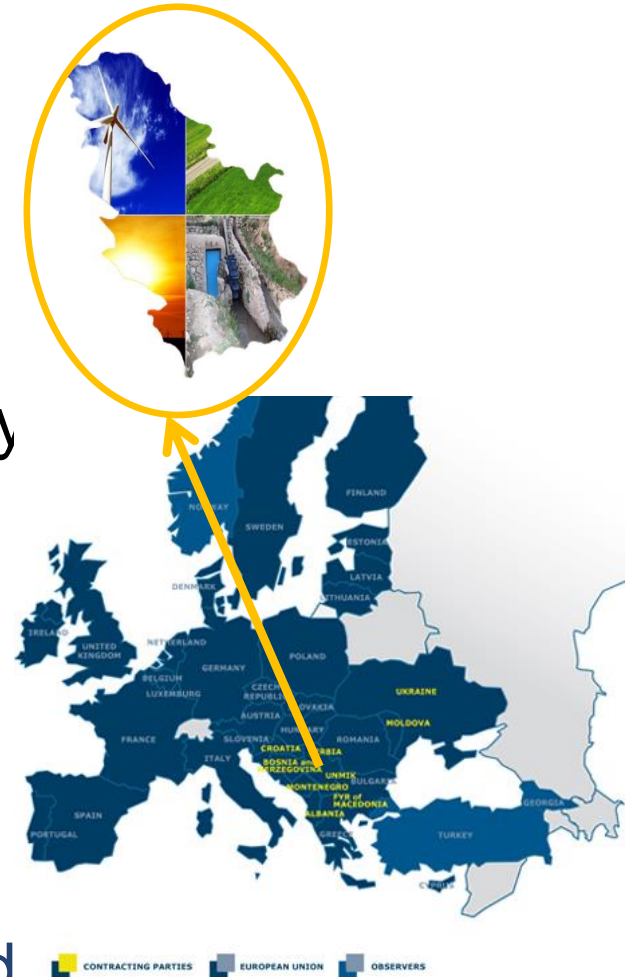 y
FINLAND
NORWAY
SWEDEN
ESTONIA
LATVIA
DENMARK
LITHUANIA
IRELAND
UNITED
KINGDOM
NETHERLAND
POLAND
GERMANY
BELGIUM
LUXEMBURG
CZECH
REPUBLIC
SLOVAKIA
UKRAINE
AUSTRIA
MOLDOVA
FRANCE
SLOVENIA
HUNGARY
ROMANIA
CROATIA
SERBIA
ITALY
BOSNIA and
HERZEGOVINA
UNMIK
BULGARIA
MONTENEGRO
FYR of
MACEDONIA
GEORGIA
ALBANIA
SPAIN
PORTUGAL
GREECE
TURKEY
CYPRUS
d
CONTRACTING PARTIES
EUROPEAN UNION
OBSERVERS